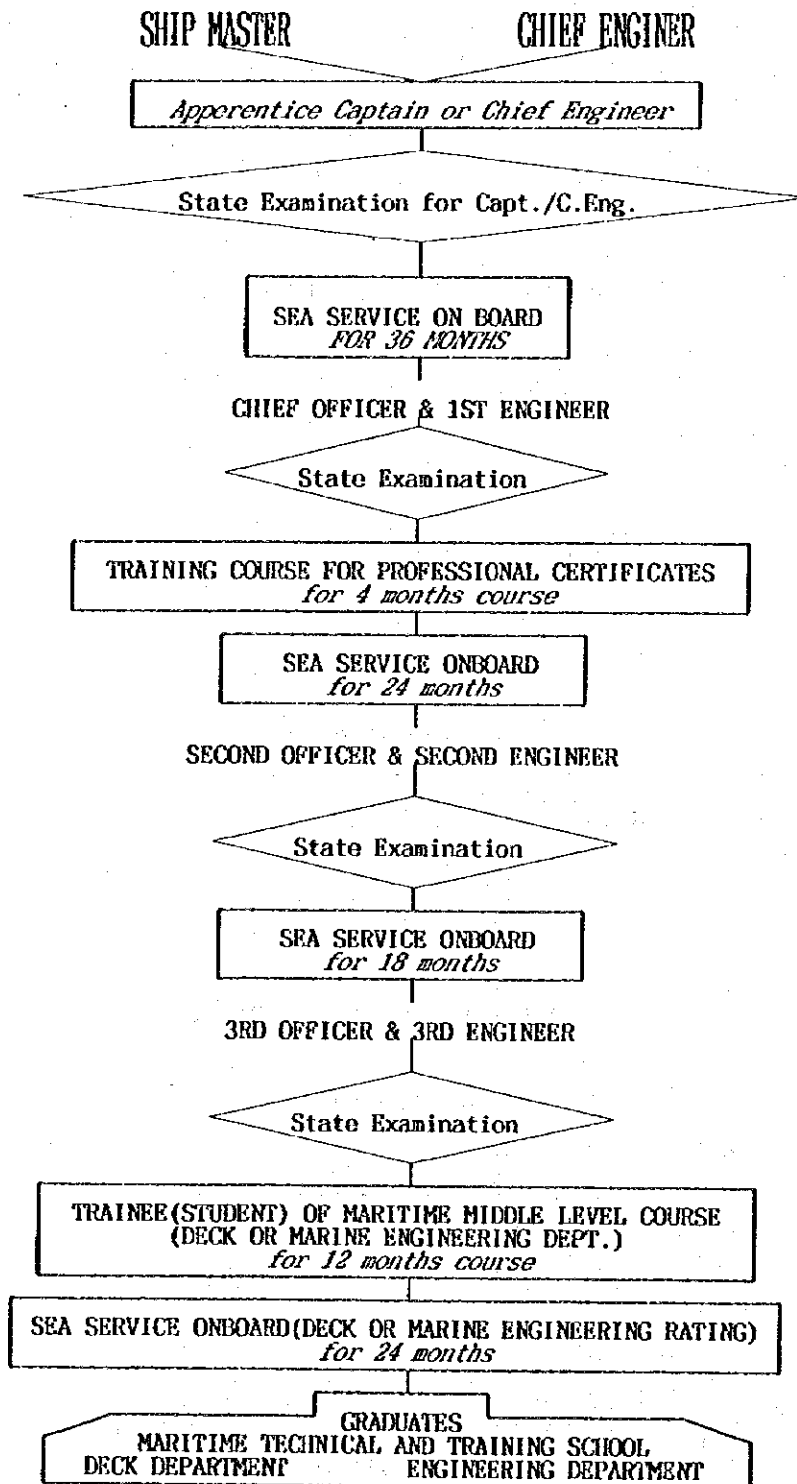 SHIP MASTER CHIEF ENGINER
Apperentice Captain or Chief Engineer
State Examination for Capt./C.Eng.
SEA SERVICE ON BOARD
FOR 36 MONTHS
CHIEF OFFICER & 1ST ENGINEER
State Examination
TRAINING COURSE FOR PROFESSIONAL CERTIFICATES
for 4 months course
SEA SERVICE ONBOARD
for 24 months
SECOND OFFICER & SECOND ENGINEER
State Examination
SEA SERVICE ONBOARD
for 18 months
3RD OFFICER & 3RD ENGINEER
State Examination
TRAINEE(STUDENT) OF MARITIME MIDDLE LEVEL COURSE
(DECK OR MARINE ENGINEERING DEPT.)
for 12 months course
SEA SERVICE ONBOARD(DECK OR MARINE ENGINEERING RATING)
for 24 months
GRADUATES
MARITIME TECHNICAL AND TRAINING SCHOOL
DECK DEPARTMENT ENGINEERING DEPARTMENT